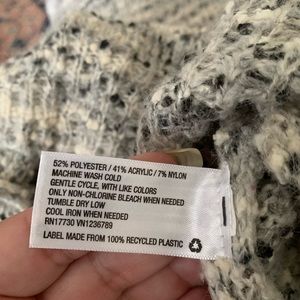 52% POLYESTER / 41% ACRYLIC / 7% NYLON
MACHINE WASH COLD
GENTLE CYCLE, WITH LIKE COLORS
ONLY NON-CHLORINE BLEACH WHEN NEEDED
TUMBLE DRY LOW
COOL IRON WHEN NEEDED
RN17730 VN1236789
LABEL MADE FROM 100% RECYCLED PLASTIC